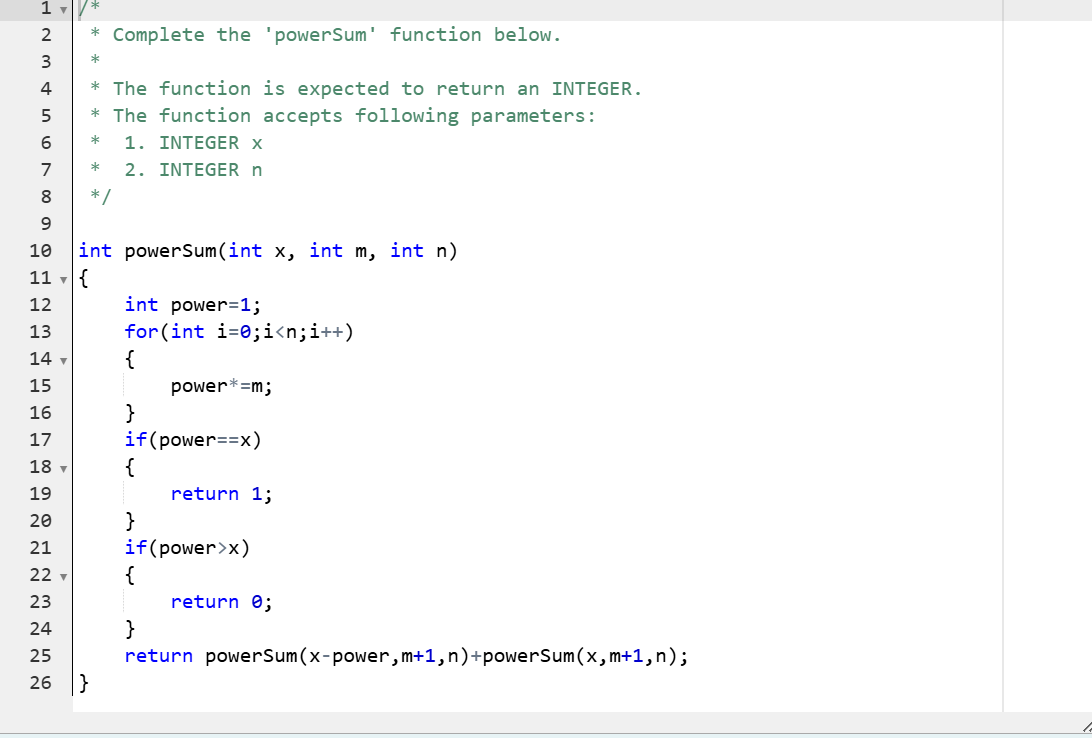 1 /*
2  * Complete the 'powerSum' function below.
3  *
4  * The function is expected to return an INTEGER.
5  * The function accepts following parameters:
6  *  1. INTEGER x
7  *  2. INTEGER n
8  */
9
10 int powerSum(int x, int m, int n)
11 {
12     int power=1;
13     for(int i=0;i<n;i++)
14     {
15         power*=m;
16     }
17     if(power==x)
18     {
19         return 1;
20     }
21     if(power>x)
22     {
23         return 0;
24     }
25     return powerSum(x-power,m+1,n)+powerSum(x,m+1,n);
26 }